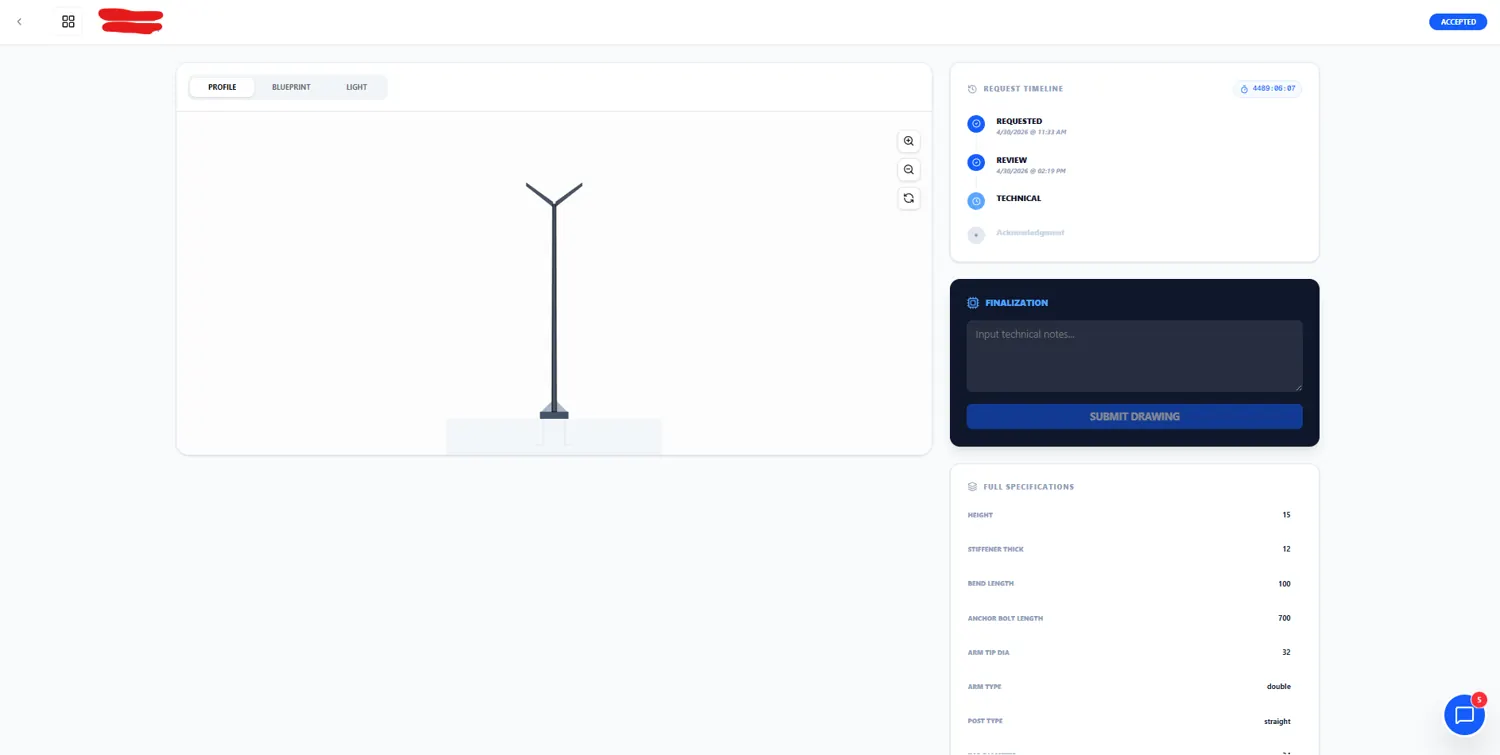 ACCEPTED
PROFILE BLUEPRINT LIGHT
REQUEST TIMELINE 4489:06:07
REQUESTED
4/30/2026 @ 11:33 AM
REVIEW
4/30/2026 @ 02:19 PM
TECHNICAL
Acknowledgment
FINALIZATION
Input technical notes...
SUBMIT DRAWING
FULL SPECIFICATIONS
HEIGHT 15
STIFFENER THICK 12
BEND LENGTH 100
ANCHOR BOLT LENGTH 700
ARM TIP DIA 32
ARM TYPE double
POST TYPE straight
5